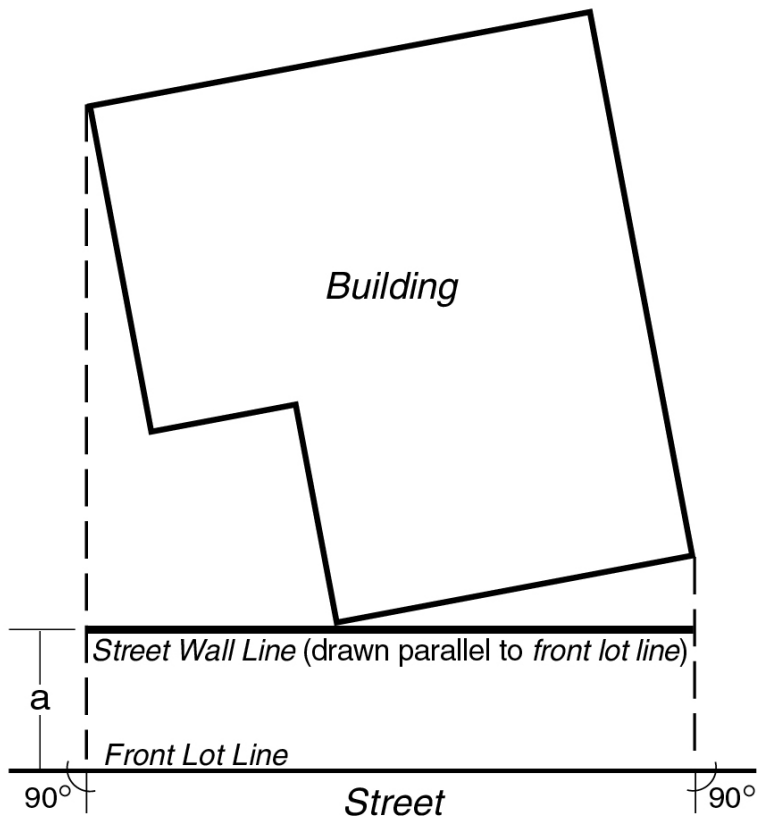 Building
Street Wall Line (drawn parallel to front lot line)
a
Front Lot Line
90° Street 90°